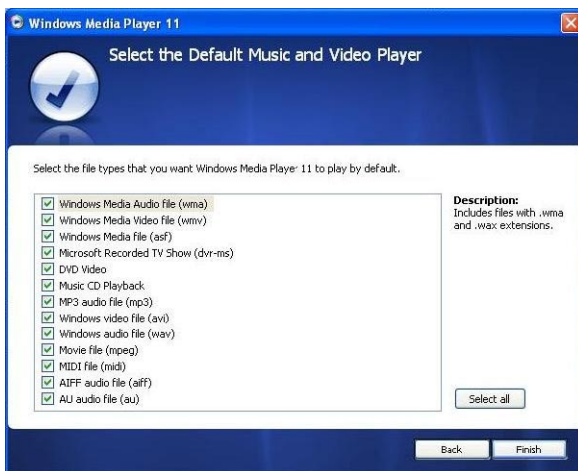 Windows Media Player 11
Select the Default Music and Video Player
Select the file types that you want Windows Media Player 11 to play by default.
Windows Media Audio file (wma)
Windows Media Video file (wmv)
Windows Media file (asf)
Microsoft Recorded TV Show (dvr-ms)
DVD Video
Music CD Playback
MP3 audio file (mp3)
Windows video file (avi)
Windows audio file (wav)
Movie file (mpeg)
MIDI file (midi)
AIFF audio file (aiff)
AU audio file (au)
Description:
Includes files with .wma
and .wax extensions.
Select all
Back
Finish